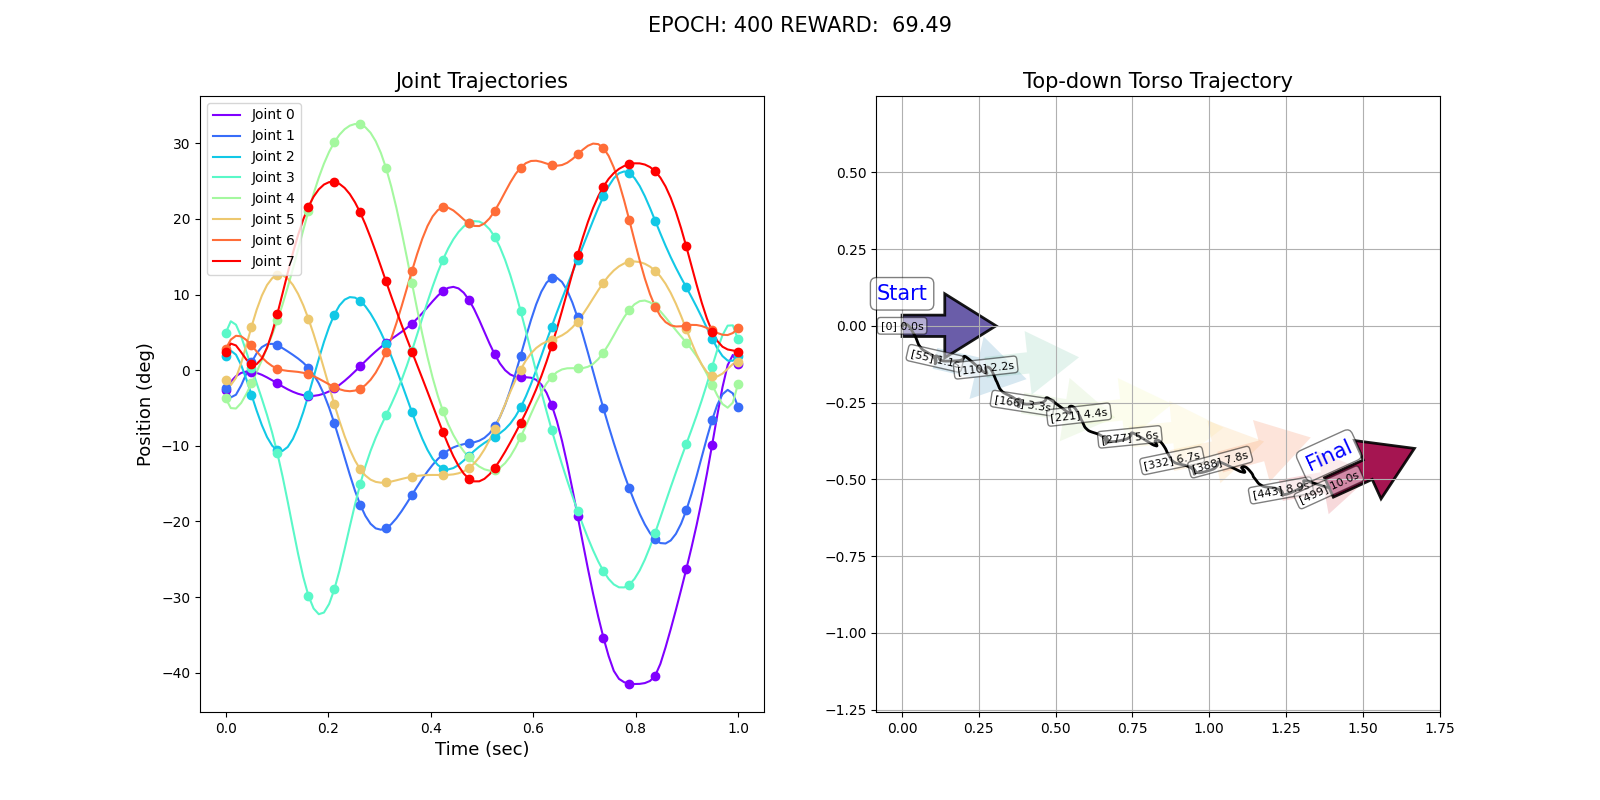 EPOCH: 400 REWARD:  69.49
Joint Trajectories
Joint 0
Joint 1
Joint 2
Joint 3
Joint 4
Joint 5
Joint 6
Joint 7
30
20
10
0
−10
−20
−30
−40
Position (deg)
0.0 0.2 0.4 0.6 0.8 1.0
Time (sec)
Top-down Torso Trajectory
0.50
0.25
0.00
−0.25
−0.50
−0.75
−1.00
−1.25
Start
[0] 0.0s
[55] 1.1
[110] 2.2s
[166] 3.3s
[221] 4.4s
[277] 5.6s
[332] 6.7s
[388] 7.8s
[443] 8.9s
Final
[499] 10.0s
0.00 0.25 0.50 0.75 1.00 1.25 1.50 1.75